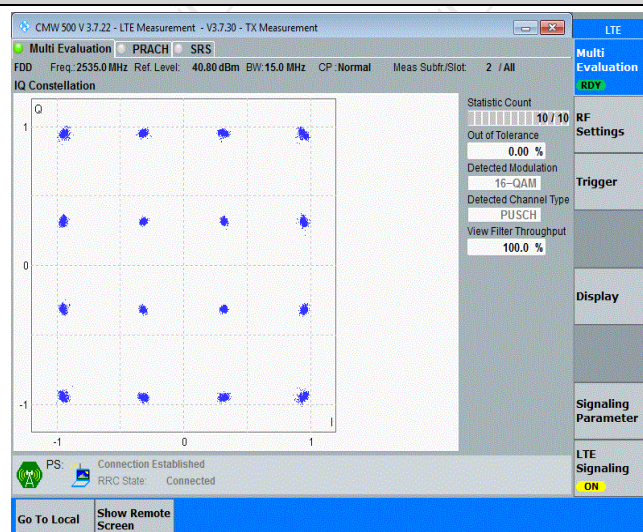 CMW 500 V 3.7.22 - LTE Measurement - V3.7.30 - TX Measurement
LTE
Multi Evaluation PRACH SRS
FDD Freq.:2535.0 MHz Ref. Level: 40.80 dBm BW:15.0 MHz CP :Normal Meas Subfr./Slot: 2 / All
IQ Constellation
Q
1
0
-1
I
-1 0 1
Statistic Count
10 / 10
Out of Tolerance
0.00 %
Detected Modulation
16-QAM
Detected Channel Type
PUSCH
View Filter Throughput
100.0 %
Multi
Evaluation
RDY
RF
Settings
Trigger
Display
Signaling
Parameter
LTE
Signaling
ON
PS: Connection Established
RRC State: Connected
Go To Local
Show Remote
Screen